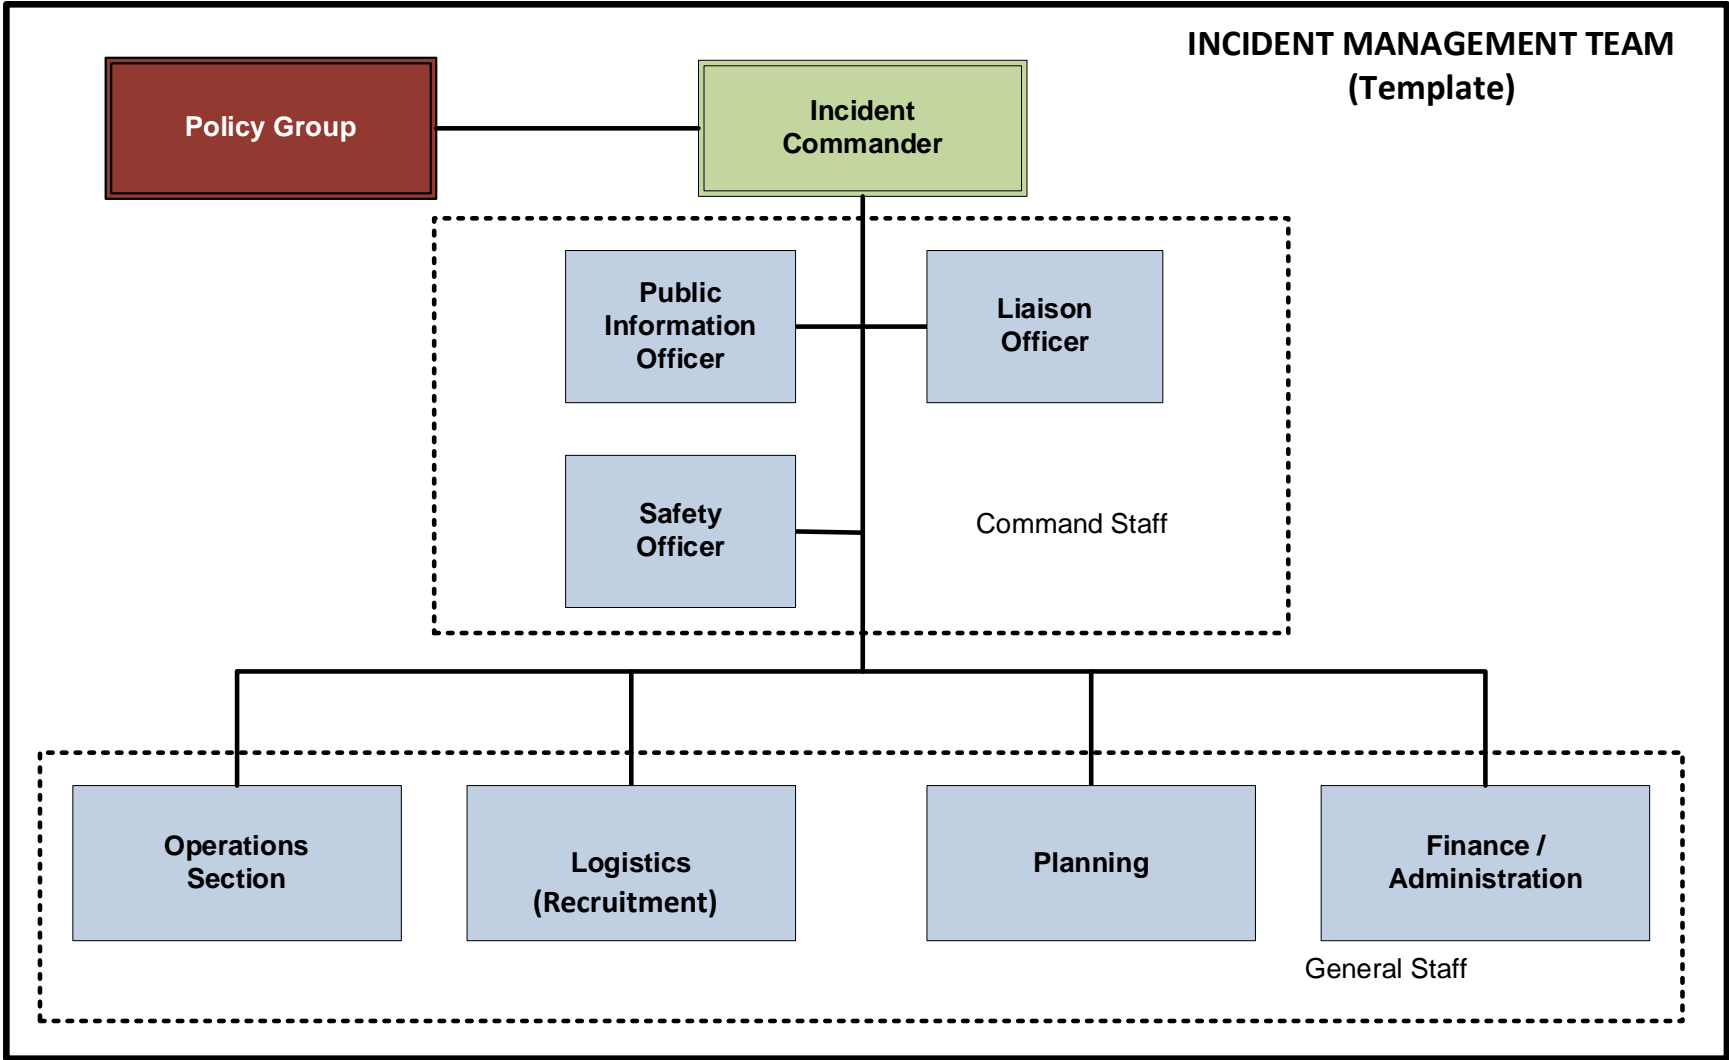 INCIDENT MANAGEMENT TEAM
(Template)
Policy Group
Incident
Commander
Public
Information
Officer
Liaison
Officer
Safety
Officer
Command Staff
Operations
Section
Logistics
(Recruitment)
Planning
Finance /
Administration
General Staff